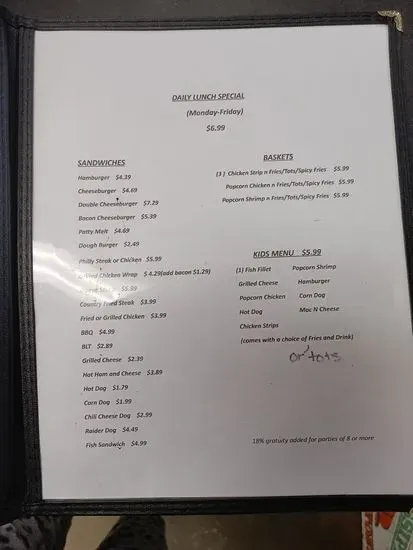 DAILY LUNCH SPECIAL
(Monday-Friday)
$6.99
SANDWICHES
Hamburger $4.39
Cheeseburger $4.69
Double Cheeseburger $7.29
Bacon Cheeseburger $5.39
Patty Melt $4.69
Dough Burger $2.49
Philly Steak or Chicken $5.99
Chicken Wrap $4.29(add bacon $1.29)
$5.99
Country Fried Steak $3.99
Fried or Grilled Chicken $3.99
BBQ $4.99
BLT $2.89
Grilled Cheese $2.39
Hot Ham and Cheese $3.89
Hot Dog $1.79
Corn Dog $1.99
Chili Cheese Dog $2.99
Raider Dog $4.49
Fish Sandwich $4.99
BASKETS
(3 ) Chicken Strip n Fries/Tots/Spicy Fries $5.99
Popcorn Chicken n Fries/Tots/Spicy Fries $5.99
Popcorn Shrimp n Fries/Tots/Spicy Fries $5.99
KIDS MENU $5.99
(1) Fish Fillet Popcorn Shrimp
Grilled Cheese Hamburger
Popcorn Chicken Corn Dog
Hot Dog Mac N Cheese
Chicken Strips
(comes with a choice of Fries and Drink)
or tots
18% gratuity added for parties of 8 or more